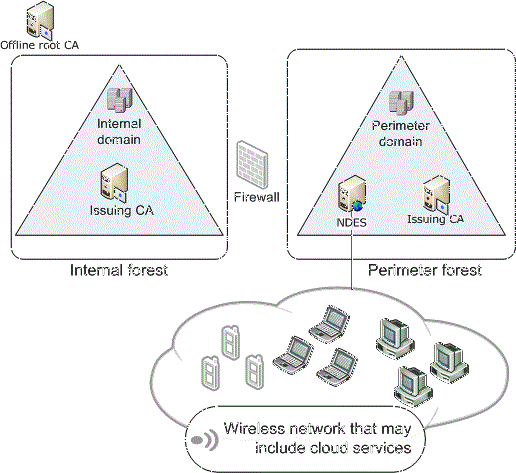 Offline root CA
Internal
domain
Issuing CA
Internal forest
Firewall
Perimeter
domain
NDES
Issuing CA
Perimeter forest
Wireless network that may
include cloud services